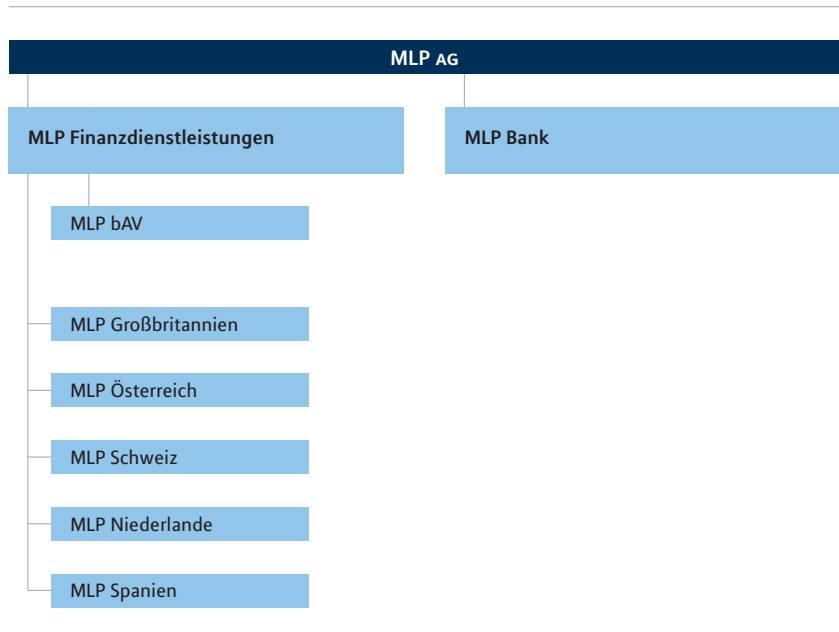 MLP AG
MLP Finanzdienstleistungen
MLP Bank
MLP bAV
MLP Großbritannien
MLP Österreich
MLP Schweiz
MLP Niederlande
MLP Spanien